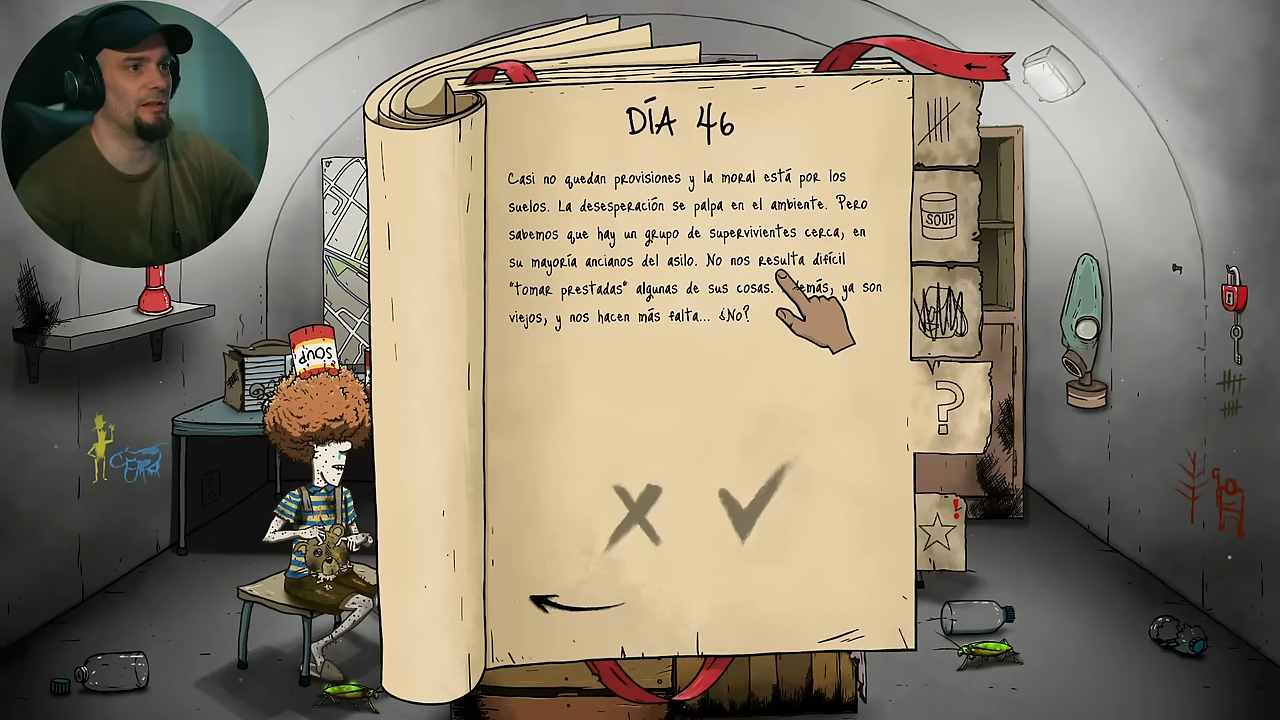 DÍA 46
Casi no quedan provisiones y la moral está por los
suelos. La desesperación se palpa en el ambiente. Pero
sabemos que hay un grupo de supervivientes cerca, en
su mayoría ancianos del asilo. No nos resulta difícil
"tomar prestadas" algunas de sus cosas. ya son
viejos, y nos hacen más falta... ¿No?
SOUP
SOUP